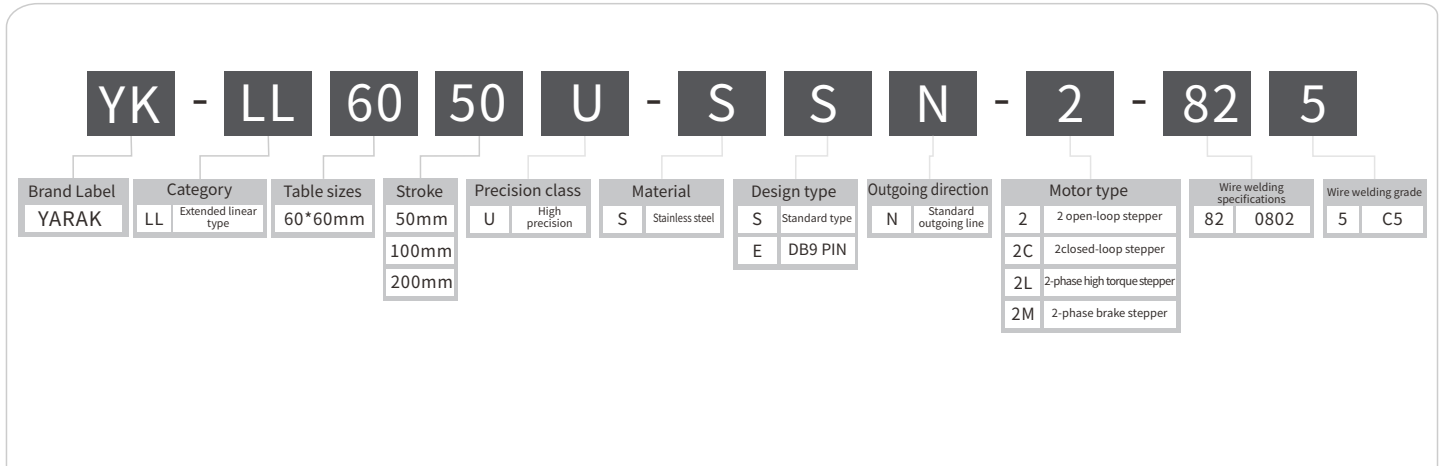 YK - LL 60 50 U - S S N - 2 - 82 5
Brand Label
YARAK
Category
LL Extended linear
type
Table sizes
60*60mm
Stroke
50mm
100mm
200mm
Precision class
U High
precision
Material
S Stainless steel
Design type
S Standard type
E DB9 PIN
Outgoing direction
N Standard
outgoing line
Motor type
2 2 open-loop stepper
2C 2closed-loop stepper
2L 2-phase high torque stepper
2M 2-phase brake stepper
Wire welding
specifications
82 0802
Wire welding grade
5 C5